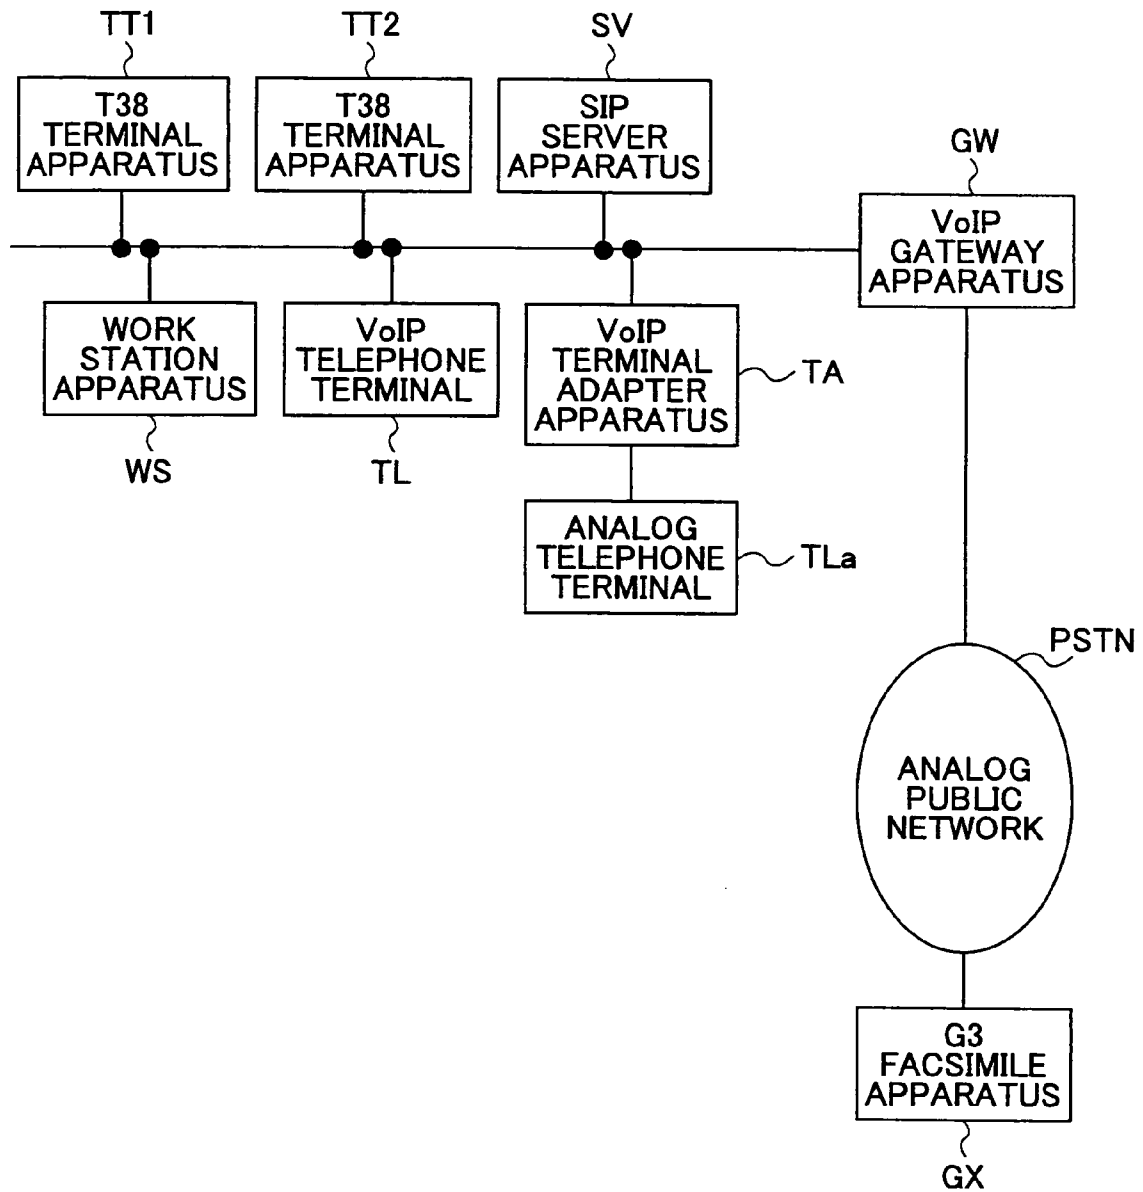 TT1
TT2
SV
T38
TERMINAL
APPARATUS
T38
TERMINAL
APPARATUS
SIP
SERVER
APPARATUS
GW
VoIP
GATEWAY
APPARATUS
WORK
STATION
APPARATUS
WS
VoIP
TELEPHONE
TERMINAL
TL
VoIP
TERMINAL
ADAPTER
APPARATUS
TA
ANALOG
TELEPHONE
TERMINAL
TLa
PSTN
ANALOG
PUBLIC
NETWORK
G3
FACSIMILE
APPARATUS
GX